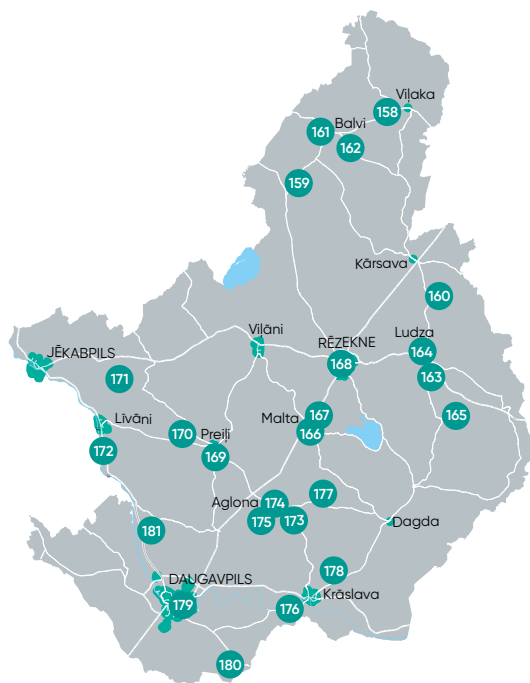 Viļaka
158
161
Balvi
162
159
Kārsava
160
Viļāni
RĒZEKNE
Ludza
JĒKABPILS
164
168
163
171
Malta
167
165
Līvāni
170
Preiļi
166
172
169
Aglona
174
177
175
173
Dagda
181
DAUGAVPILS
178
179
176
Krāslava
180